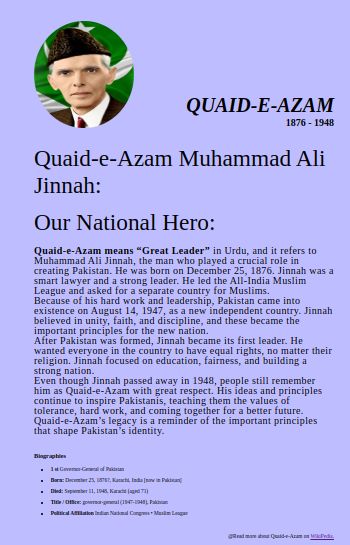 QUAID-E-AZAM
1876 - 1948
Quaid-e-Azam Muhammad Ali
Jinnah:
Our National Hero:
Quaid-e-Azam means “Great Leader” in Urdu, and it refers to
Muhammad Ali Jinnah, the man who played a crucial role in
creating Pakistan. He was born on December 25, 1876. Jinnah was a
smart lawyer and a strong leader. He led the All-India Muslim
League and asked for a separate country for Muslims.
Because of his hard work and leadership, Pakistan came into
existence on August 14, 1947, as a new independent country. Jinnah
believed in unity, faith, and discipline, and these became the
important principles for the new nation.
After Pakistan was formed, Jinnah became its first leader. He
wanted everyone in the country to have equal rights, no matter their
religion. Jinnah focused on education, fairness, and building a
strong nation.
Even though Jinnah passed away in 1948, people still remember
him as Quaid-e-Azam with great respect. His ideas and principles
continue to inspire Pakistanis, teaching them the values of
tolerance, hard work, and coming together for a better future.
Quaid-e-Azam’s legacy is a reminder of the important principles
that shape Pakistan’s identity.
Biographies
1 st Governor-General of Pakistan
Born: December 25, 1876?, Karachi, India [now in Pakistan]
Died: September 11, 1948, Karachi (aged 71)
Title / Office: governor-general (1947-1948), Pakistan
Political Affiliation Indian National Congress • Muslim League
@Read more about Quaid-e-Azam on WikiPedia.